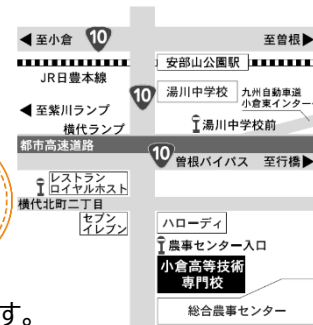 ◀至小倉 10 至曽根▶
安部山公園駅
JR日豊本線
10 湯川中学校
九州自動車道
小倉東インター
◀至紫川ランプ
湯川中学校前
横代ランプ
都市高速道路
10 曽根バイパス 至行橋▶
レストラン
ロイヤルホスト
横代北町二丁目
セブン
イレブン
ハローディ
農事センター入口
小倉高等技術
専門校
総合農事センター
す。